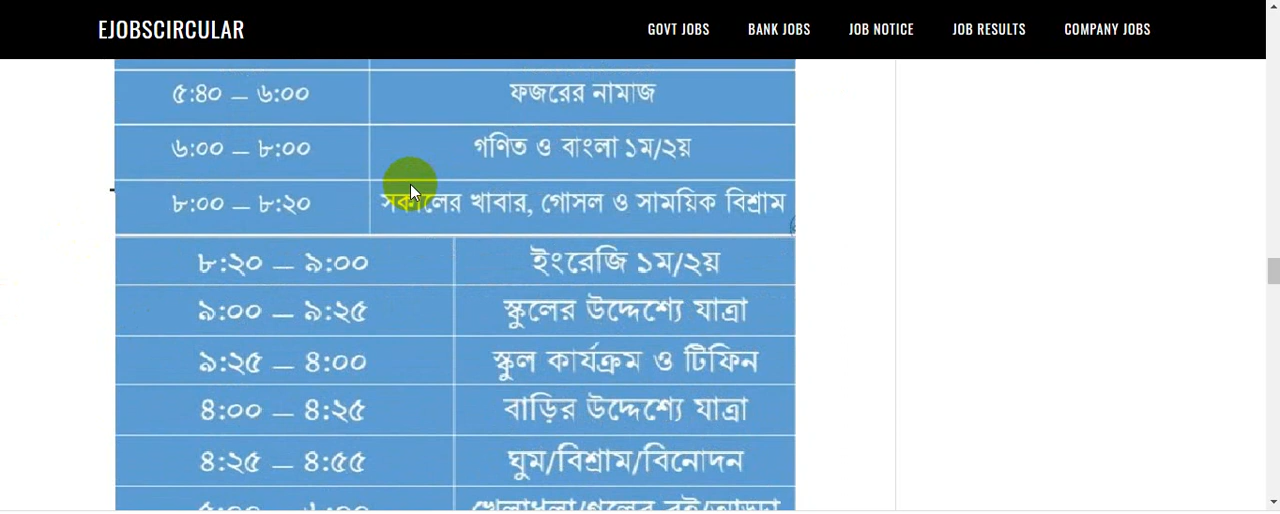 EJOBSCIRCULAR GOVT JOBS BANK JOBS JOB NOTICE JOB RESULTS COMPANY JOBS
৫:৪০ – ৬:০০ ফজরের নামাজ
৬:০০ – ৮:০০ গণিত ও বাংলা ১ম/২য়
৮:০০ – ৮:২০ সকালের খাবার, গোসল ও সাময়িক বিশ্রাম
৮:২০ – ৯:০০ ইংরেজি ১ম/২য়
৯:০০ – ৯:২৫ স্কুলের উদ্দেশ্যে যাত্রা
৯:২৫ – ৪:০০ স্কুল কার্যক্রম ও টিফিন
৪:০০ – ৪:২৫ বাড়ির উদ্দেশ্যে যাত্রা
৪:২৫ – ৪:৫৫ ঘুম/বিশ্রাম/বিনোদন